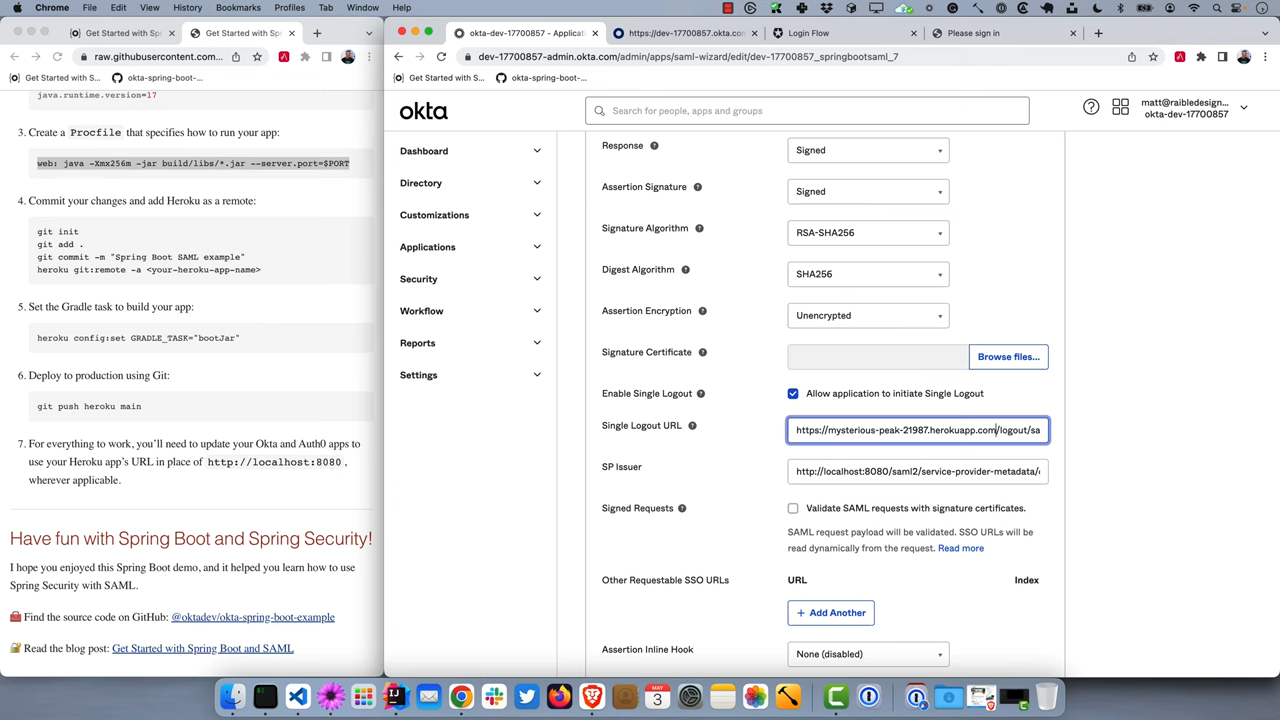 Chrome File Edit View History Bookmarks Profiles Tab Window Help
Get Started with Spr
Get Started with Spr
okta-dev-17700857 - Applicati
https://dev-17700857.okta.com
Login Flow
Please sign in
raw.githubusercontent.com...
dev-17700857-admin.okta.com/admin/apps/saml-wizard/edit/dev-17700857_springbootsaml_7
Get Started with S...
okta-spring-boot-...
Get Started with S...
okta-spring-boot-...
java.runtime.version=17
3. Create a Procfile that specifies how to run your app:
web: java -Xmx256m -jar build/libs/*.jar --server.port=$PORT
4. Commit your changes and add Heroku as a remote:
git init
git add .
git commit -m "Spring Boot SAML example"
heroku git:remote -a <your-heroku-app-name>
5. Set the Gradle task to build your app:
heroku config:set GRADLE_TASK="bootJar"
6. Deploy to production using Git:
git push heroku main
7. For everything to work, you'll need to update your Okta and Auth0 apps to
use your Heroku app's URL in place of http://localhost:8080,
wherever applicable.
Have fun with Spring Boot and Spring Security!
I hope you enjoyed this Spring Boot demo, and it helped you learn how to use
Spring Security with SAML.
Find the source code on GitHub: @oktadev/okta-spring-boot-example
Read the blog post: Get Started with Spring Boot and SAML
okta
Search for people, apps and groups
matt@raibledesign...
okta-dev-17700857
Dashboard
Directory
Customizations
Applications
Security
Workflow
Reports
Settings
Response
Signed
Assertion Signature
Signed
Signature Algorithm
RSA-SHA256
Digest Algorithm
SHA256
Assertion Encryption
Unencrypted
Signature Certificate
Browse files...
Enable Single Logout
Allow application to initiate Single Logout
Single Logout URL
https://mysterious-peak-21987.herokuapp.com/logout/sa
SP Issuer
http://localhost:8080/saml2/service-provider-metadata/
Signed Requests
Validate SAML requests with signature certificates.
SAML request payload will be validated. SSO URLs will be
read dynamically from the request. Read more
Other Requestable SSO URLs
URL
Index
+ Add Another
Assertion Inline Hook
None (disabled)
MAY
3